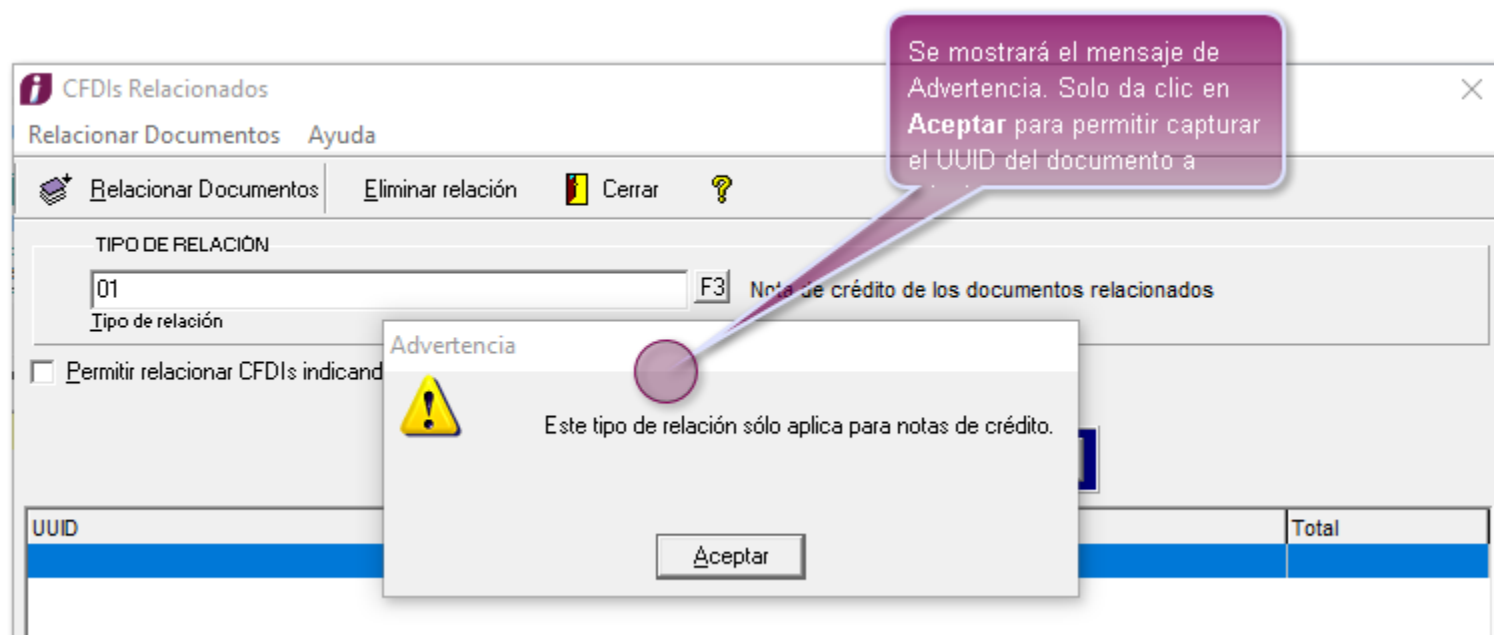 Se mostrará el mensaje de
Advertencia. Solo da clic en
Aceptar para permitir capturar
el UUID del documento a
CFDIs Relacionados
Relacionar Documentos Ayuda
Relacionar Documentos Eliminar relación Cerrar ?
TIPO DE RELACIÓN
01 F3 Nota de crédito de los documentos relacionados
Tipo de relación
Permitir relacionar CFDIs indicand
Advertencia
Este tipo de relación sólo aplica para notas de crédito.
Aceptar
UUID Total